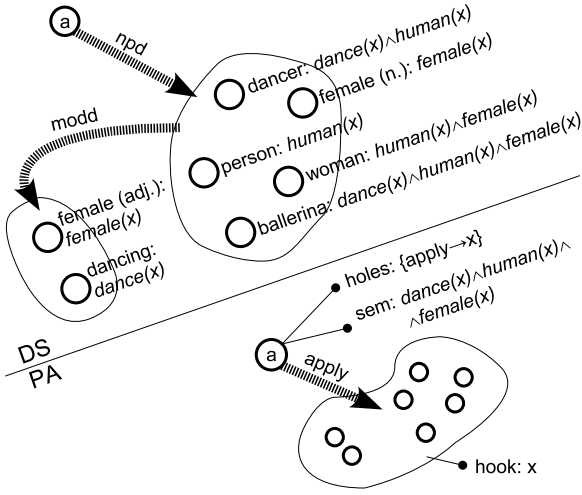 a
npd
dancer: dance(x)∧human(x)
female (n.): female(x)
modd
person: human(x)
woman: human(x)∧female(x)
ballerina: dance(x)∧human(x)∧female(x)
female (adj.):
female(x)
dancing:
dance(x)
DS
PA
holes: {apply→x}
sem: dance(x)∧human(x)∧
∧female(x)
a
apply
hook: x